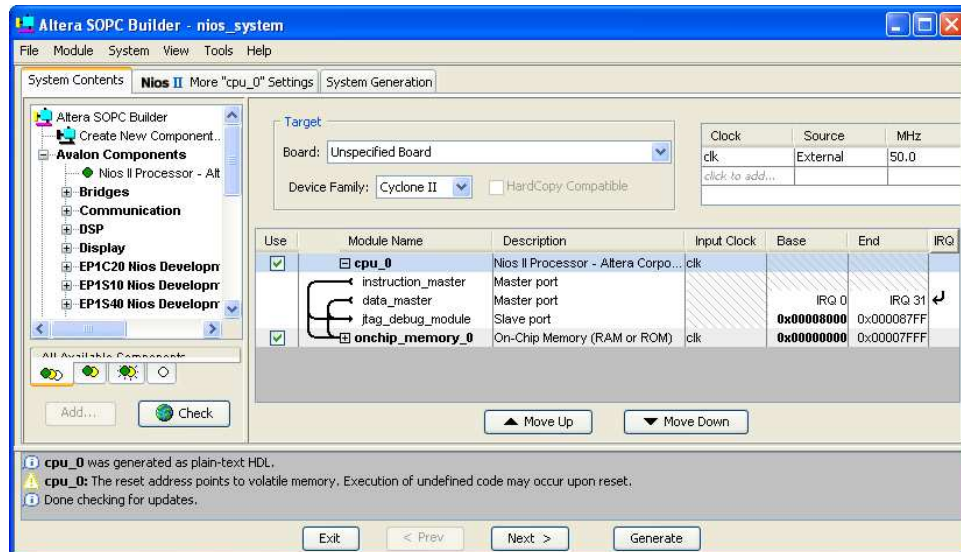 Altera SOPC Builder - nios_system
File Module System View Tools Help
System Contents Nios II More "cpu_0" Settings System Generation
Altera SOPC Builder
Create New Component..
Avalon Components
Nios II Processor - Alt
Bridges
Communication
DSP
Display
EP1C20 Nios Developm
EP1S10 Nios Developm
EP1S40 Nios Developm
All Available Components
Add...
Check
Target
Board: Unspecified Board
Device Family: Cyclone II
HardCopy Compatible
Clock Source MHz
clk External 50.0
click to add...
Use Module Name Description Input Clock Base End IRQ
cpu_0 Nios II Processor - Altera Corpo... clk
instruction_master Master port
data_master Master port IRQ 0 IRQ 31
jtag_debug_module Slave port 0x00008000 0x000087FF
onchip_memory_0 On-Chip Memory (RAM or ROM) clk 0x00000000 0x00007FFF
Move Up Move Down
cpu_0 was generated as plain-text HDL.
cpu_0: The reset address points to volatile memory. Execution of undefined code may occur upon reset.
Done checking for updates.
Exit < Prev Next > Generate